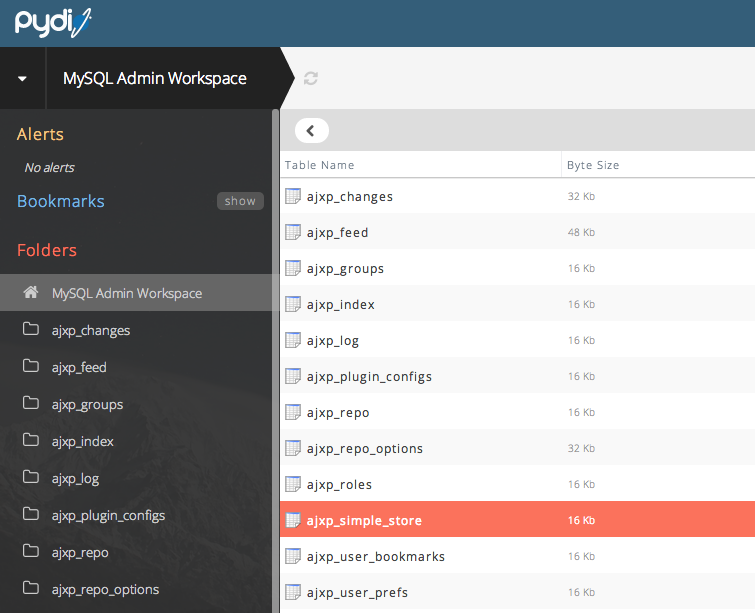 pydi
MySQL Admin Workspace
Alerts
No alerts
Bookmarks
show
Folders
MySQL Admin Workspace
ajxp_changes
ajxp_feed
ajxp_groups
ajxp_index
ajxp_log
ajxp_plugin_configs
ajxp_repo
ajxp_repo_options
Table Name Byte Size
ajxp_changes 32 Kb
ajxp_feed 48 Kb
ajxp_groups 16 Kb
ajxp_index 16 Kb
ajxp_log 16 Kb
ajxp_plugin_configs 16 Kb
ajxp_repo 16 Kb
ajxp_repo_options 32 Kb
ajxp_roles 16 Kb
ajxp_simple_store 16 Kb
ajxp_user_bookmarks 16 Kb
ajxp_user_prefs 16 Kb